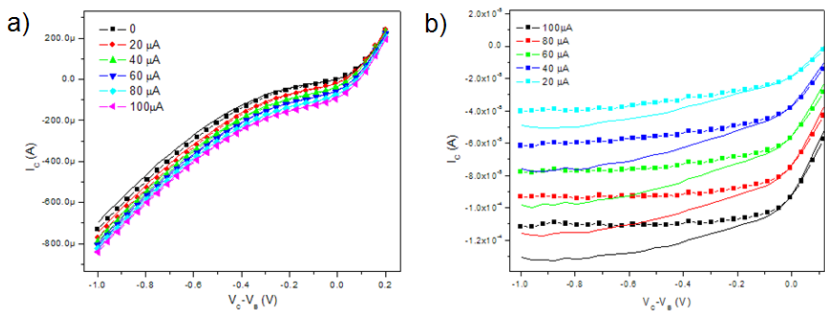 a)
0
20 µA
40 µA
60 µA
80 µA
100µA
200.0µ
0.0
-200.0µ
-400.0µ
-600.0µ
-800.0µ
I_C (A)
-1.0 -0.8 -0.6 -0.4 -0.2 0.0 0.2
V_C-V_B (V)
b)
100µA
80 µA
60 µA
40 µA
20 µA
2.0x10⁻⁵
0.0
-2.0x10⁻⁵
-4.0x10⁻⁵
-6.0x10⁻⁵
-8.0x10⁻⁵
-1.0x10⁻⁴
-1.2x10⁻⁴
I_C (A)
-1.0 -0.8 -0.6 -0.4 -0.2 0.0
V_C-V_B (V)